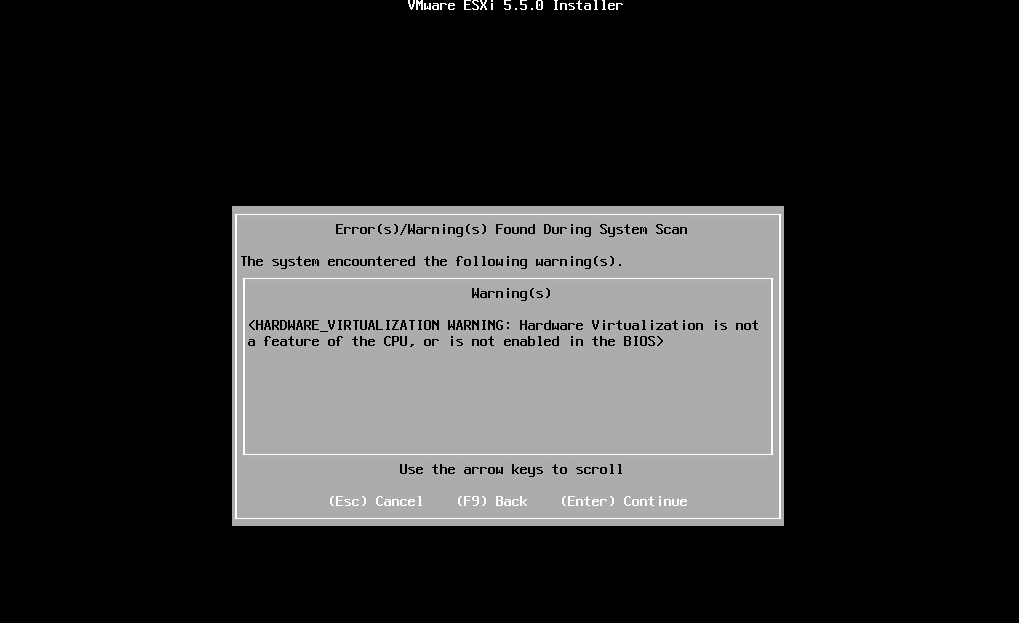 VMware ESXi 5.5.0 Installer
Error(s)/Warning(s) Found During System Scan
The system encountered the following warning(s).
Warning(s)
<HARDWARE_VIRTUALIZATION WARNING: Hardware Virtualization is not
a feature of the CPU, or is not enabled in the BIOS>
Use the arrow keys to scroll
(Esc) Cancel    (F9) Back    (Enter) Continue